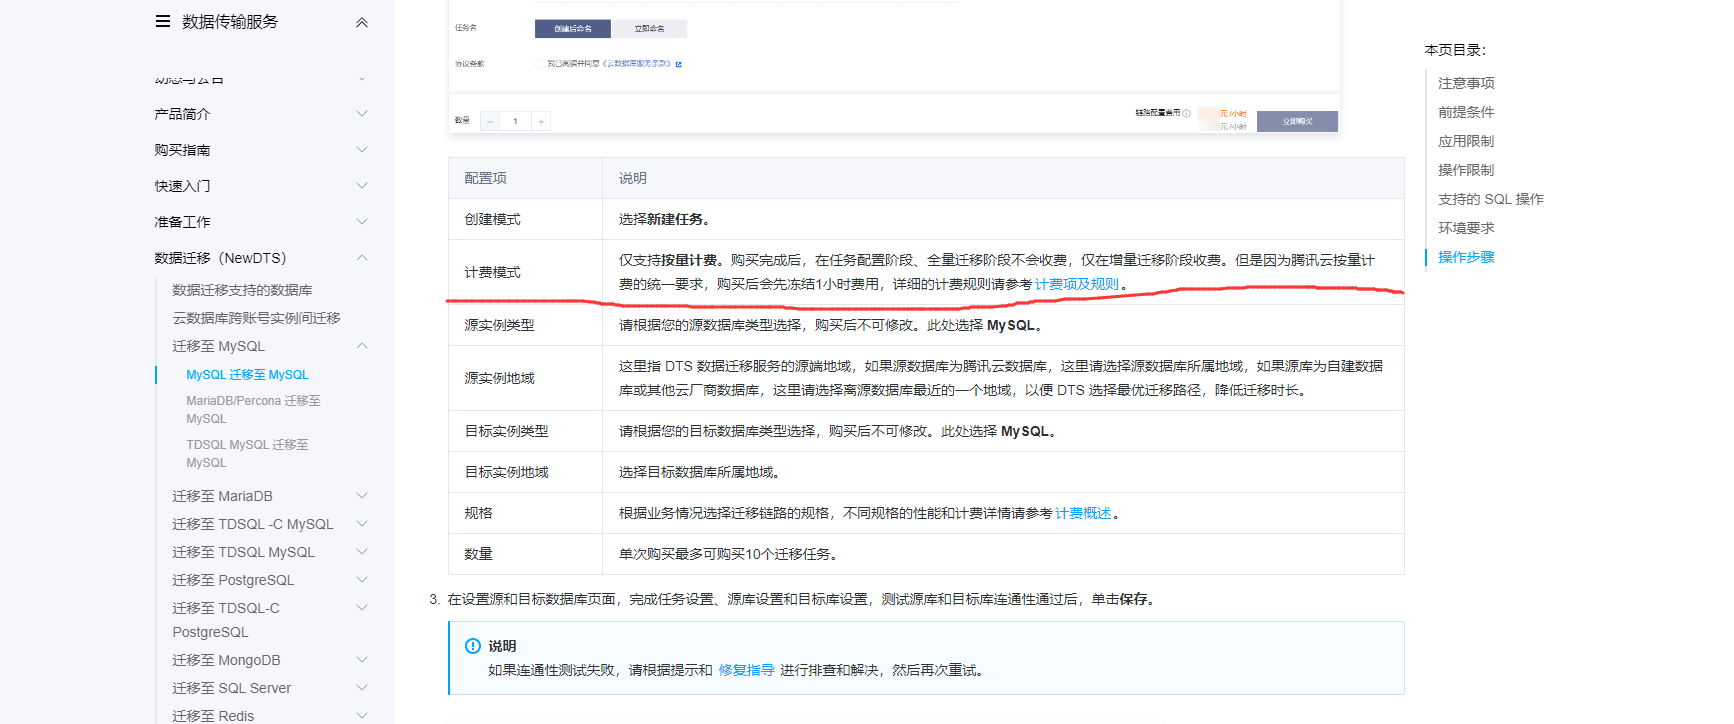 数据传输服务
动态与公告
产品简介
购买指南
快速入门
准备工作
数据迁移（NewDTS）
数据迁移支持的数据库
云数据库跨账号实例间迁移
迁移至 MySQL
MySQL 迁移至 MySQL
MariaDB/Percona 迁移至
MySQL
TDSQL MySQL 迁移至
MySQL
迁移至 MariaDB
迁移至 TDSQL -C MySQL
迁移至 TDSQL MySQL
迁移至 PostgreSQL
迁移至 TDSQL-C
PostgreSQL
迁移至 MongoDB
迁移至 SQL Server
迁移至 Redis
任务名 创建后命名 立即命名
协议条款 我已阅读并同意《云数据库服务条款》
数量 － 1 ＋
链路配置费用 元/小时
元/小时
立即购买
配置项 说明
创建模式 选择新建任务。
计费模式 仅支持按量计费。购买完成后，在任务配置阶段、全量迁移阶段不会收费，仅在增量迁移阶段收费。但是因为腾讯云按量计
费的统一要求，购买后会先冻结1小时费用，详细的计费规则请参考 计费项及规则。
源实例类型 请根据您的源数据库类型选择，购买后不可修改。此处选择 MySQL。
源实例地域 这里指 DTS 数据迁移服务的源端地域，如果源数据库为腾讯云数据库，这里请选择源数据库所属地域，如果源库为自建数据
库或其他云厂商数据库，这里请选择离源数据库最近的一个地域，以便 DTS 选择最优迁移路径，降低迁移时长。
目标实例类型 请根据您的目标数据库类型选择，购买后不可修改。此处选择 MySQL。
目标实例地域 选择目标数据库所属地域。
规格 根据业务情况选择迁移链路的规格，不同规格的性能和计费详情请参考 计费概述。
数量 单次购买最多可购买10个迁移任务。
3. 在设置源和目标数据库页面，完成任务设置、源库设置和目标库设置，测试源库和目标库连通性通过后，单击保存。
说明
如果连通性测试失败，请根据提示和 修复指导 进行排查和解决，然后再次重试。
本页目录：
注意事项
前提条件
应用限制
操作限制
支持的 SQL 操作
环境要求
操作步骤